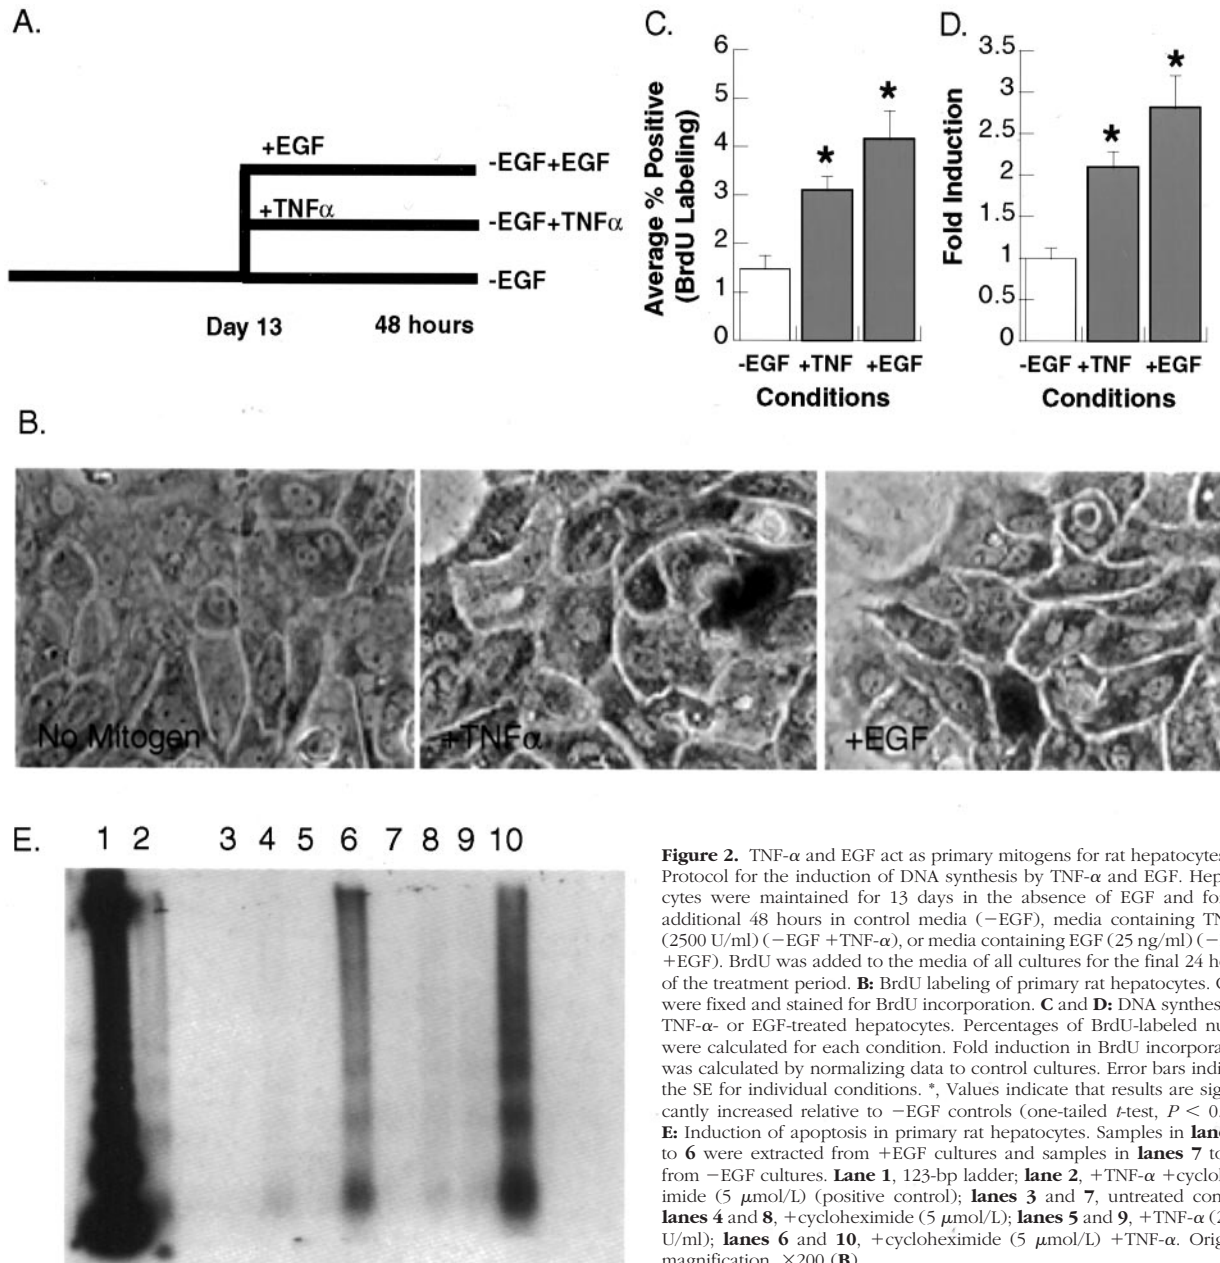 A.
+EGF
-EGF+EGF
+TNFα
-EGF+TNFα
-EGF
Day 13
48 hours
C.
6
5
4
3
2
1
0
Average % Positive
(BrdU Labeling)
-EGF +TNF +EGF
Conditions
D.
3.5
3
2.5
2
1.5
1
0.5
0
Fold Induction
-EGF +TNF +EGF
Conditions
B.
No Mitogen
+TNFα
+EGF
E.
1 2 3 4 5 6 7 8 9 10
Figure 2. TNF-α and EGF act as primary mitogens for rat hepatocytes
Protocol for the induction of DNA synthesis by TNF-α and EGF. Hep
cytes were maintained for 13 days in the absence of EGF and for
additional 48 hours in control media (−EGF), media containing TN
(2500 U/ml) (−EGF +TNF-α), or media containing EGF (25 ng/ml) (−
+EGF). BrdU was added to the media of all cultures for the final 24 h
of the treatment period. B: BrdU labeling of primary rat hepatocytes. C
were fixed and stained for BrdU incorporation. C and D: DNA synthes
TNF-α- or EGF-treated hepatocytes. Percentages of BrdU-labeled nu
were calculated for each condition. Fold induction in BrdU incorpora
was calculated by normalizing data to control cultures. Error bars indi
the SE for individual conditions. *, Values indicate that results are sig
cantly increased relative to −EGF controls (one-tailed t-test, P < 0.
E: Induction of apoptosis in primary rat hepatocytes. Samples in lane
to 6 were extracted from +EGF cultures and samples in lanes 7 to
from −EGF cultures. Lane 1, 123-bp ladder; lane 2, +TNF-α +cyclo
imide (5 μmol/L) (positive control); lanes 3 and 7, untreated con
lanes 4 and 8, +cycloheximide (5 μmol/L); lanes 5 and 9, +TNF-α (2
U/ml); lanes 6 and 10, +cycloheximide (5 μmol/L) +TNF-α. Orig
magnification, ×200 (B)